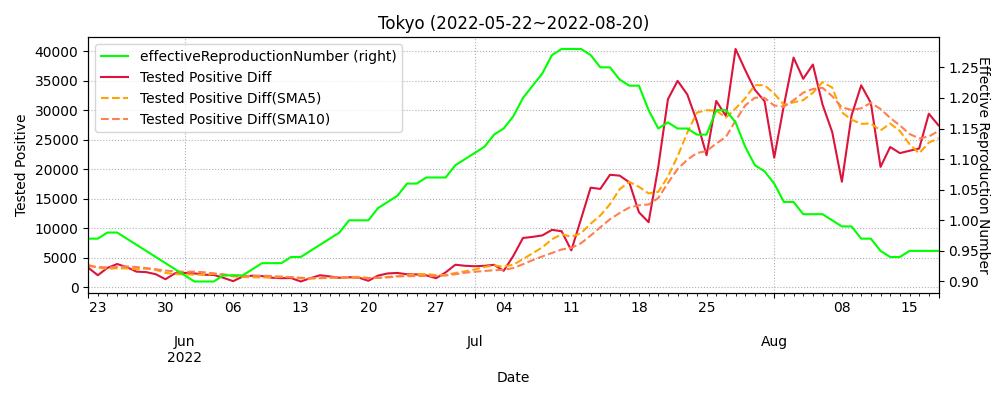 Tokyo (2022-05-22~2022-08-20)
effectiveReproductionNumber (right)
Tested Positive Diff
Tested Positive Diff(SMA5)
Tested Positive Diff(SMA10)
Tested Positive
40000
35000
30000
25000
20000
15000
10000
5000
0
1.25
1.20
1.15
1.10
1.05
1.00
0.95
0.90
Effective Reproduction Number
23 30 06 13 20 27 04 11 18 25 08 15
Jun Jul Aug
2022
Date